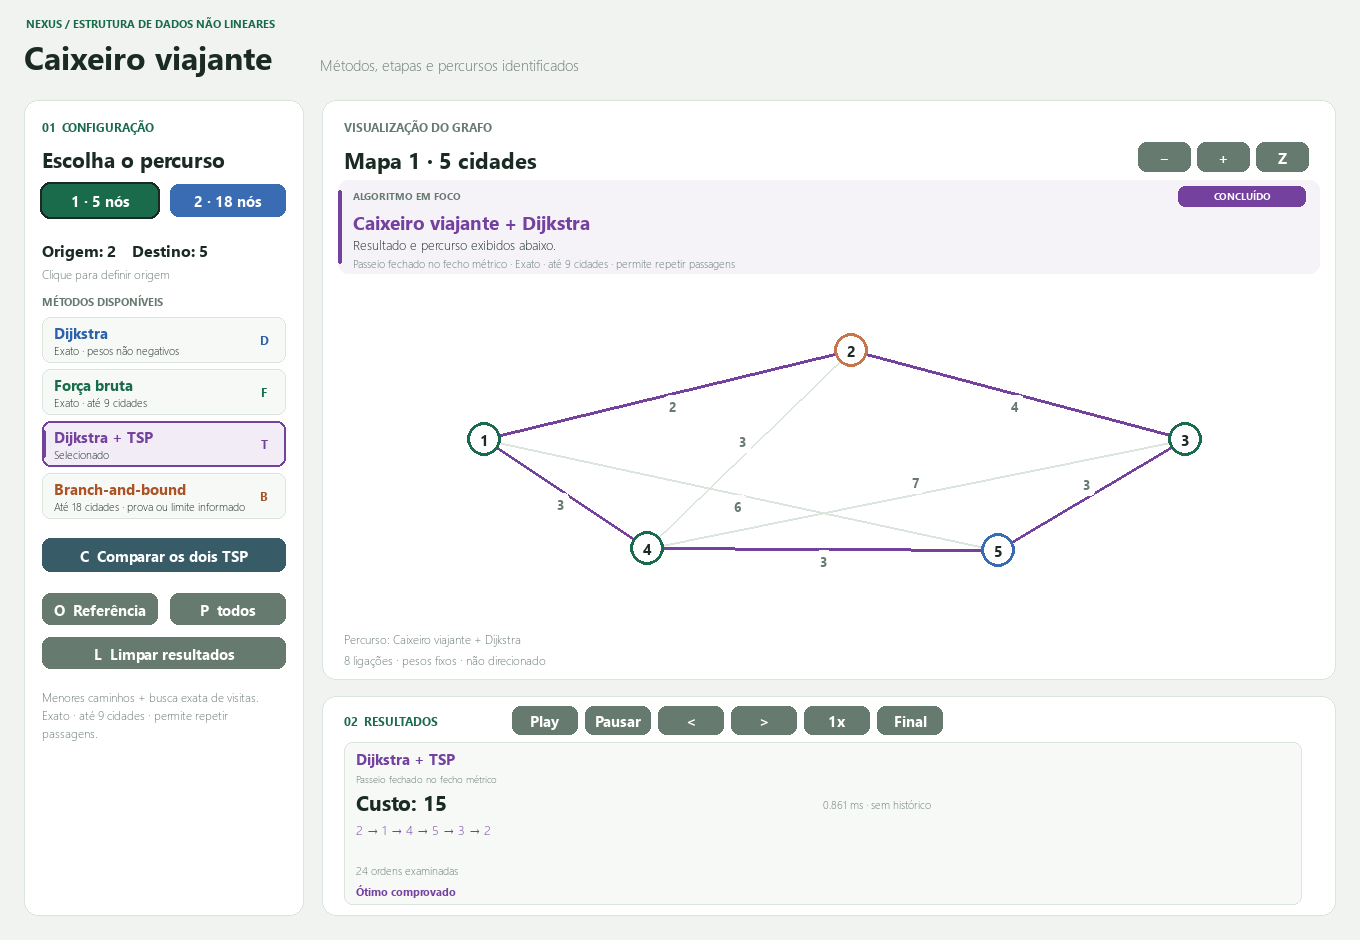 NEXUS / ESTRUTURA DE DADOS NÃO LINEARES
Caixeiro viajante
Métodos, etapas e percursos identificados
01 CONFIGURAÇÃO
Escolha o percurso
1 · 5 nós
2 · 18 nós
Origem: 2 Destino: 5
Clique para definir origem
MÉTODOS DISPONÍVEIS
Dijkstra
D
Exato · pesos não negativos
Força bruta
F
Exato · até 9 cidades
Dijkstra + TSP
T
Selecionado
Branch-and-bound
B
Até 18 cidades · prova ou limite informado
C Comparar os dois TSP
O Referência
P todos
L Limpar resultados
Menores caminhos + busca exata de visitas.
Exato · até 9 cidades · permite repetir
passagens.
VISUALIZAÇÃO DO GRAFO
Mapa 1 · 5 cidades
–
+
Z
ALGORITMO EM FOCO
CONCLUÍDO
Caixeiro viajante + Dijkstra
Resultado e percurso exibidos abaixo.
Passeio fechado no fecho métrico · Exato · até 9 cidades · permite repetir passagens
2
2
4
1
3
3
7
3
3
6
4
5
3
Percurso: Caixeiro viajante + Dijkstra
8 ligações · pesos fixos · não direcionado
02 RESULTADOS
Play
Pausar
<
>
1x
Final
Dijkstra + TSP
Passeio fechado no fecho métrico
Custo: 15
0.861 ms · sem histórico
2 → 1 → 4 → 5 → 3 → 2
24 ordens examinadas
Ótimo comprovado